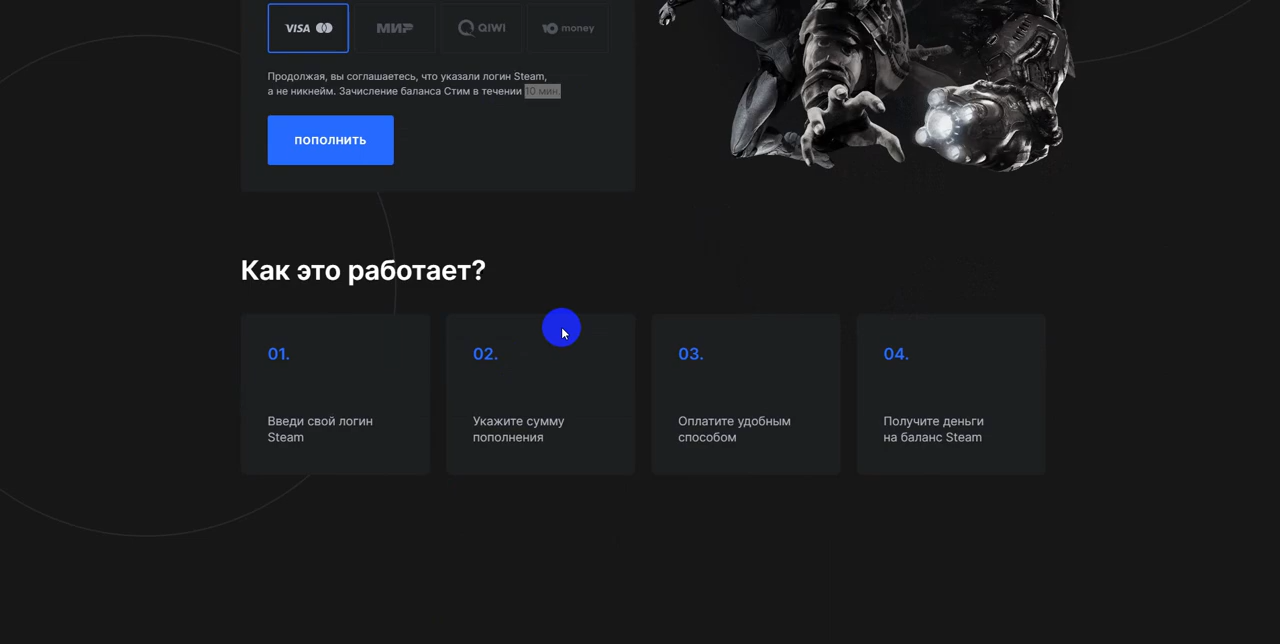 VISA МИР QIWI Ю money
Продолжая, вы соглашаетесь, что указали логин Steam,
а не никнейм. Зачисление баланса Стим в течении 10 мин.
ПОПОЛНИТЬ
Как это работает?
01.
Введи свой логин
Steam
02.
Укажите сумму
пополнения
03.
Оплатите удобным
способом
04.
Получите деньги
на баланс Steam